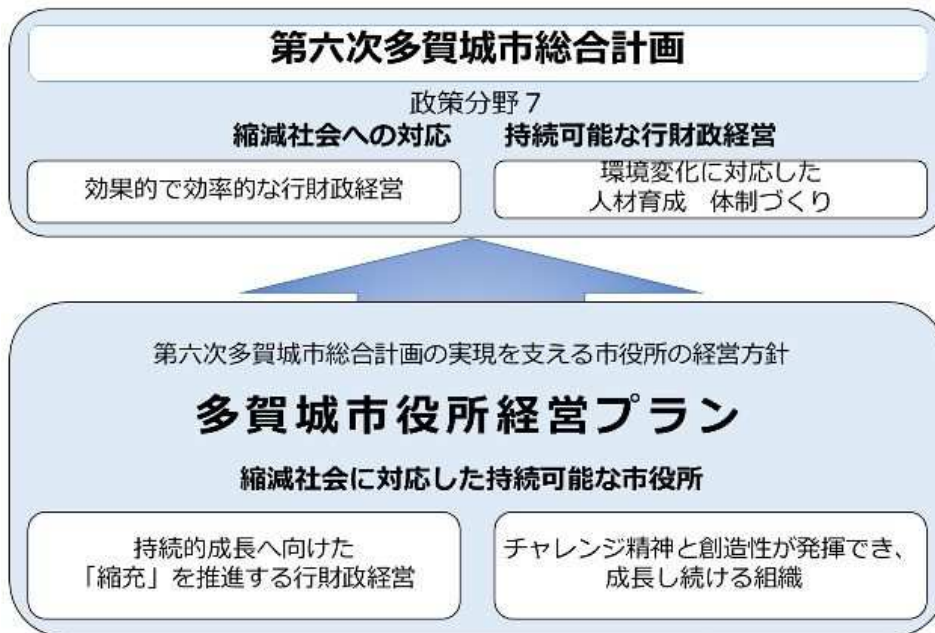 第六次多賀城市総合計画
政策分野７
縮減社会への対応　持続可能な行財政経営
効果的で効率的な行財政経営
環境変化に対応した
人材育成　体制づくり
第六次多賀城市総合計画の実現を支える市役所の経営方針
多賀城市役所経営プラン
縮減社会に対応した持続可能な市役所
持続的成長へ向けた
「縮充」を推進する行財政経営
チャレンジ精神と創造性が発揮でき、
成長し続ける組織